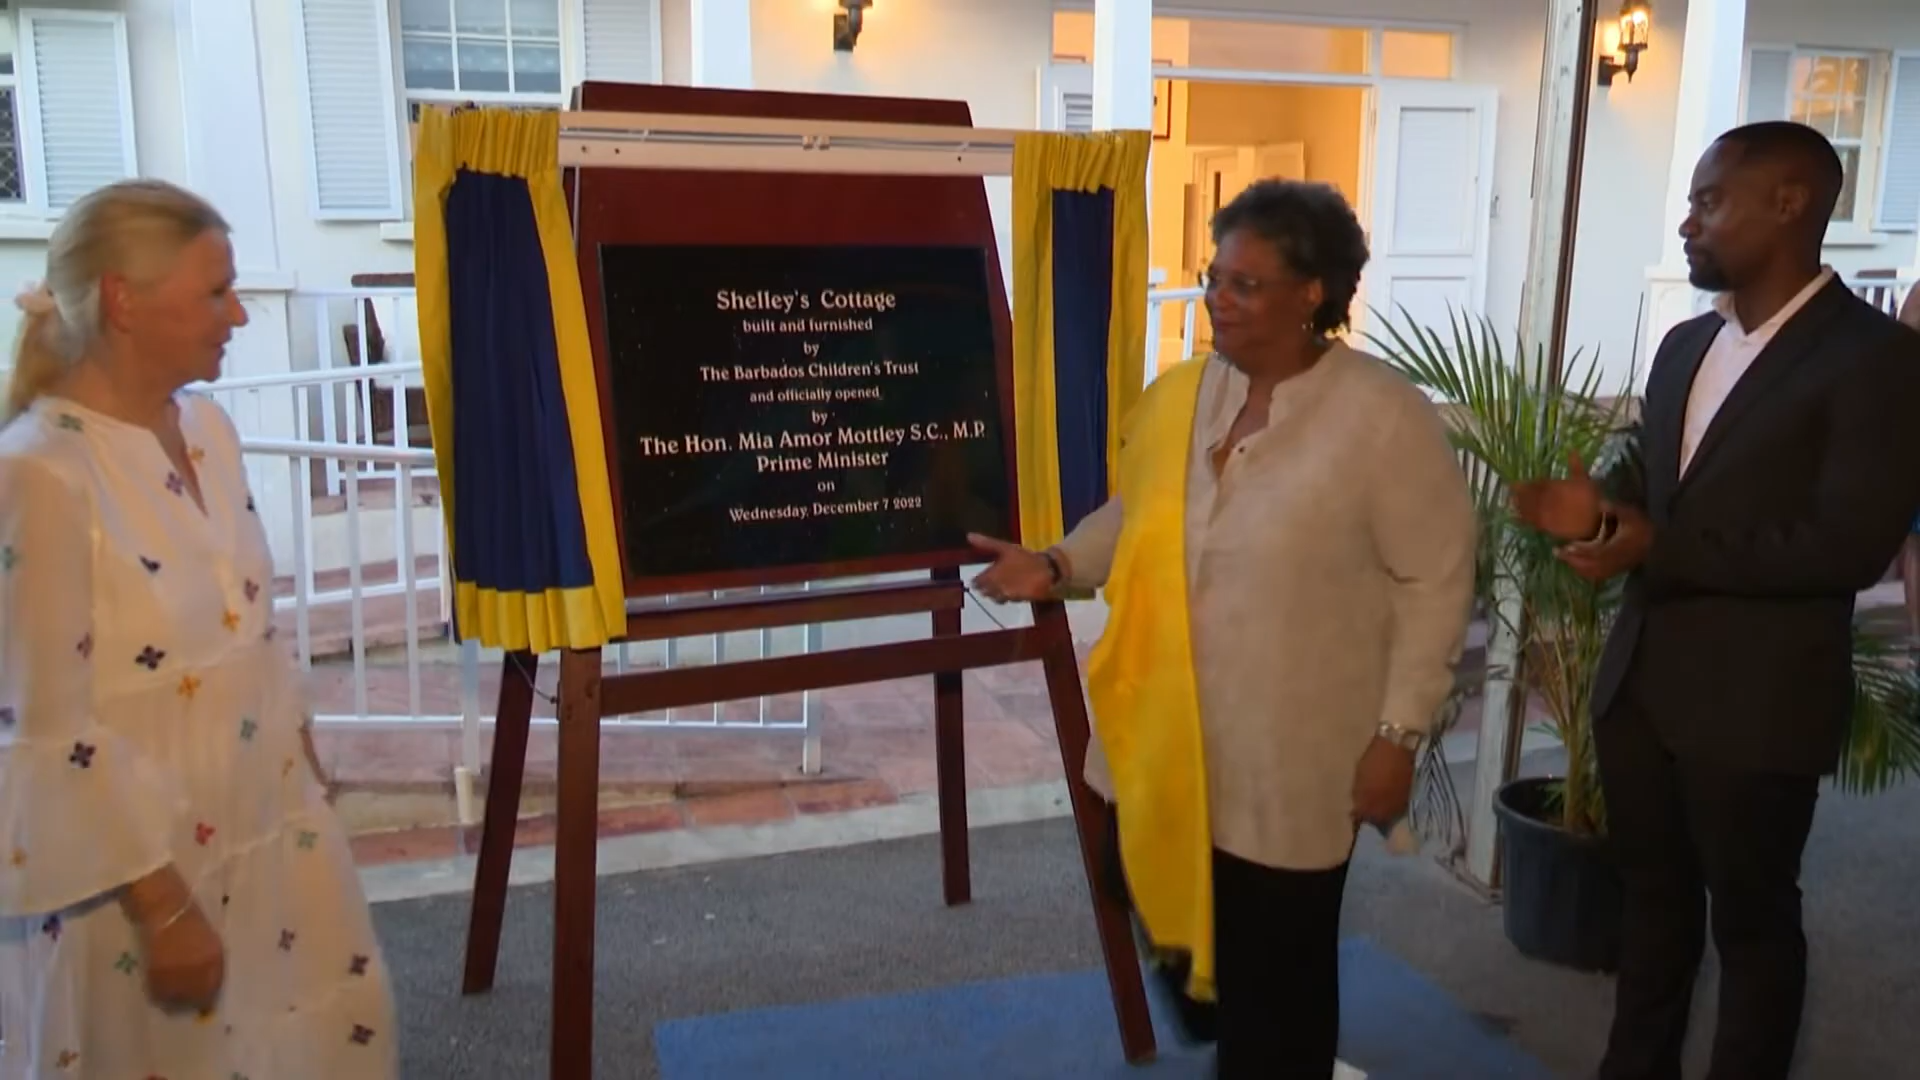 Shelley's Cottage
built and furnished
by
The Barbados Children's Trust
and officially opened
by
The Hon. Mia Amor Mottley S.C., M.P.
Prime Minister
on
Wednesday, December 7 2022